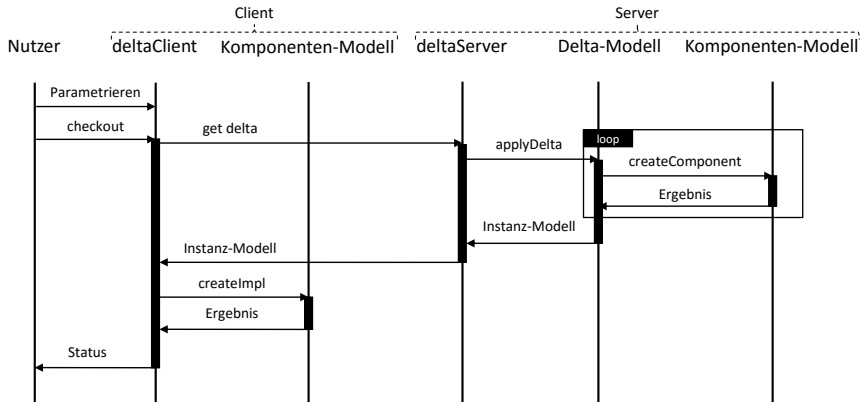 Client
Server
Nutzer
deltaClient
Komponenten-Modell
deltaServer
Delta-Modell
Komponenten-Modell
Parametrieren
checkout
get delta
loop
applyDelta
createComponent
Ergebnis
Instanz-Modell
Instanz-Modell
createImpl
Ergebnis
Status